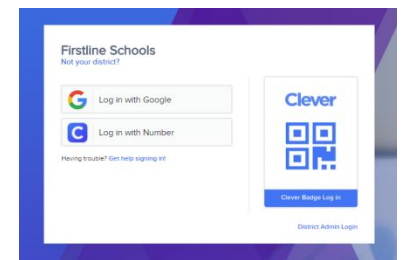 Firstline Schools
Not your district?
G Log in with Google
C Log in with Number
Having trouble? Get help signing in!
Clever
Clever Badge Log in
District Admin Login